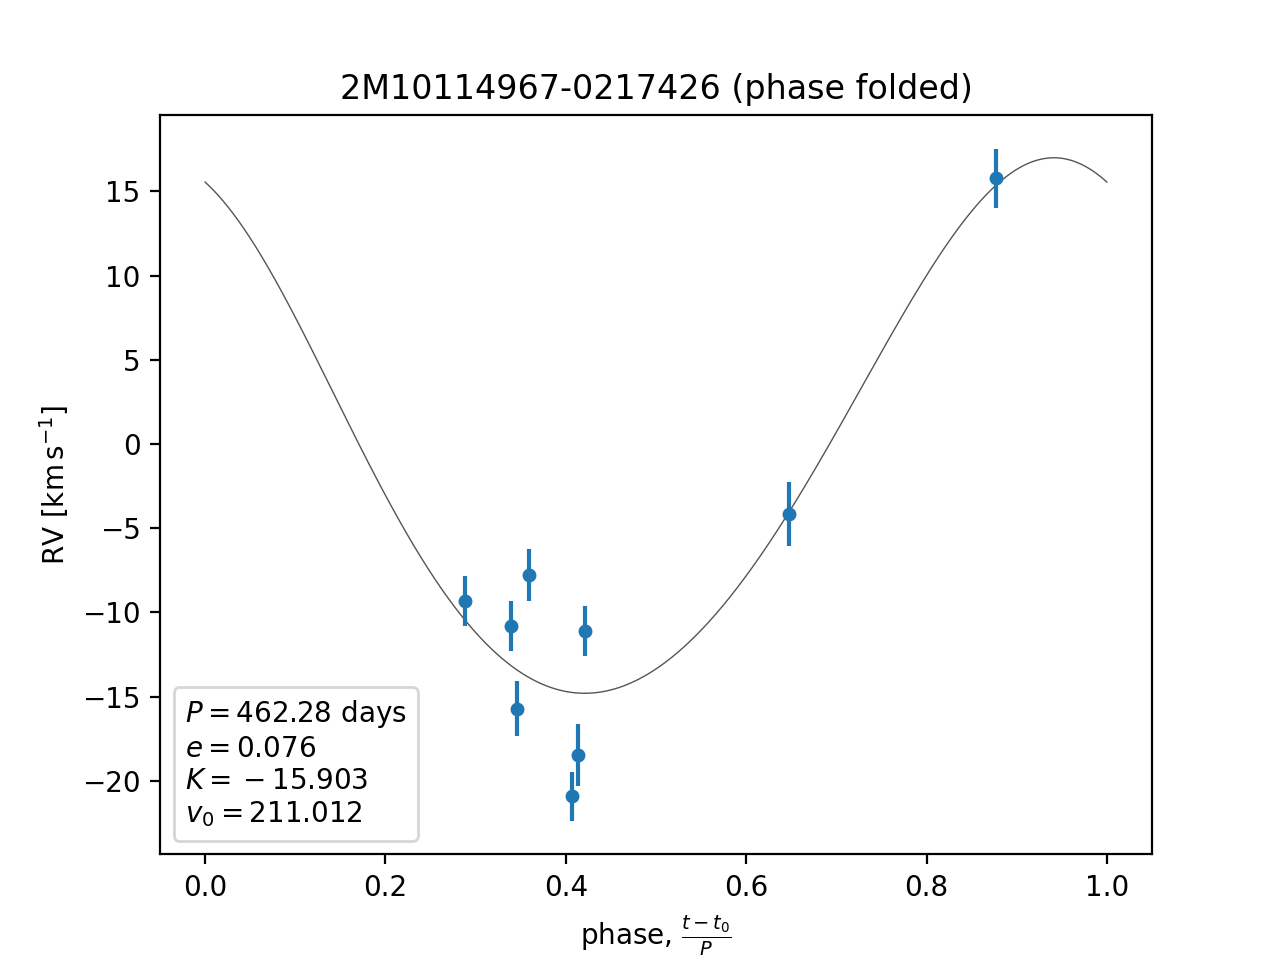 2M10114967-0217426 (phase folded)
RV [km s⁻¹]
15
10
5
0
−5
−10
−15
−20
P = 462.28 days
e = 0.076
K = −15.903
v₀ = 211.012
0.0 0.2 0.4 0.6 0.8 1.0
phase, (t − t₀)/P